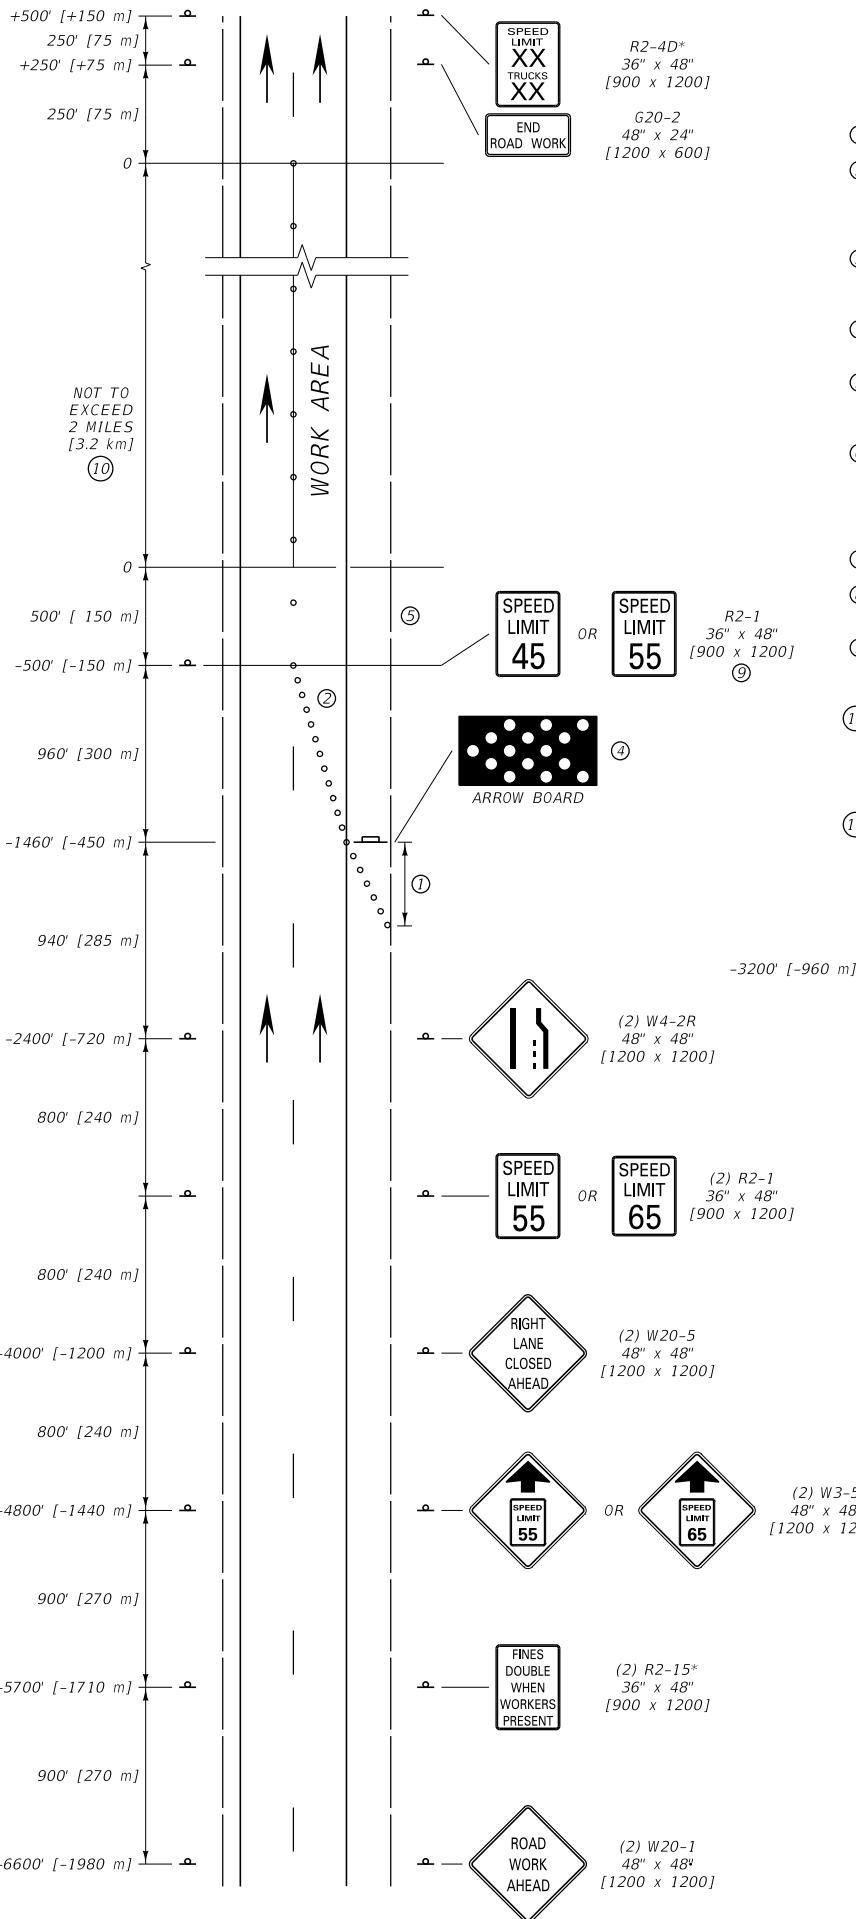 +500' [+150 m]
250' [75 m]
+250' [+75 m]
250' [75 m]
0
SPEED
LIMIT
XX
TRUCKS
XX
R2-4D*
36" x 48"
[900 x 1200]
END
ROAD WORK
G20-2
48" x 24"
[1200 x 600]
NOT TO
EXCEED
2 MILES
[3.2 km]
10
WORK AREA
0
500' [ 150 m]
5
-500' [-150 m]
SPEED
LIMIT
45
OR
SPEED
LIMIT
55
R2-1
36" x 48"
[900 x 1200]
9
2
960' [300 m]
4
ARROW BOARD
-1460' [-450 m]
1
940' [285 m]
-3200' [-960 m]
-2400' [-720 m]
(2) W4-2R
48" x 48"
[1200 x 1200]
800' [240 m]
SPEED
LIMIT
55
OR
SPEED
LIMIT
65
(2) R2-1
36" x 48"
[900 x 1200]
800' [240 m]
-4000' [-1200 m]
RIGHT
LANE
CLOSED
AHEAD
(2) W20-5
48" x 48"
[1200 x 1200]
800' [240 m]
-4800' [-1440 m]
SPEED
LIMIT
55
OR
SPEED
LIMIT
65
(2) W3-5
48" x 48
[1200 x 12
900' [270 m]
-5700' [-1710 m]
FINES
DOUBLE
WHEN
WORKERS
PRESENT
(2) R2-15*
36" x 48"
[900 x 1200]
900' [270 m]
-6600' [-1980 m]
ROAD
WORK
AHEAD
(2) W20-1
48" x 48"
[1200 x 1200]